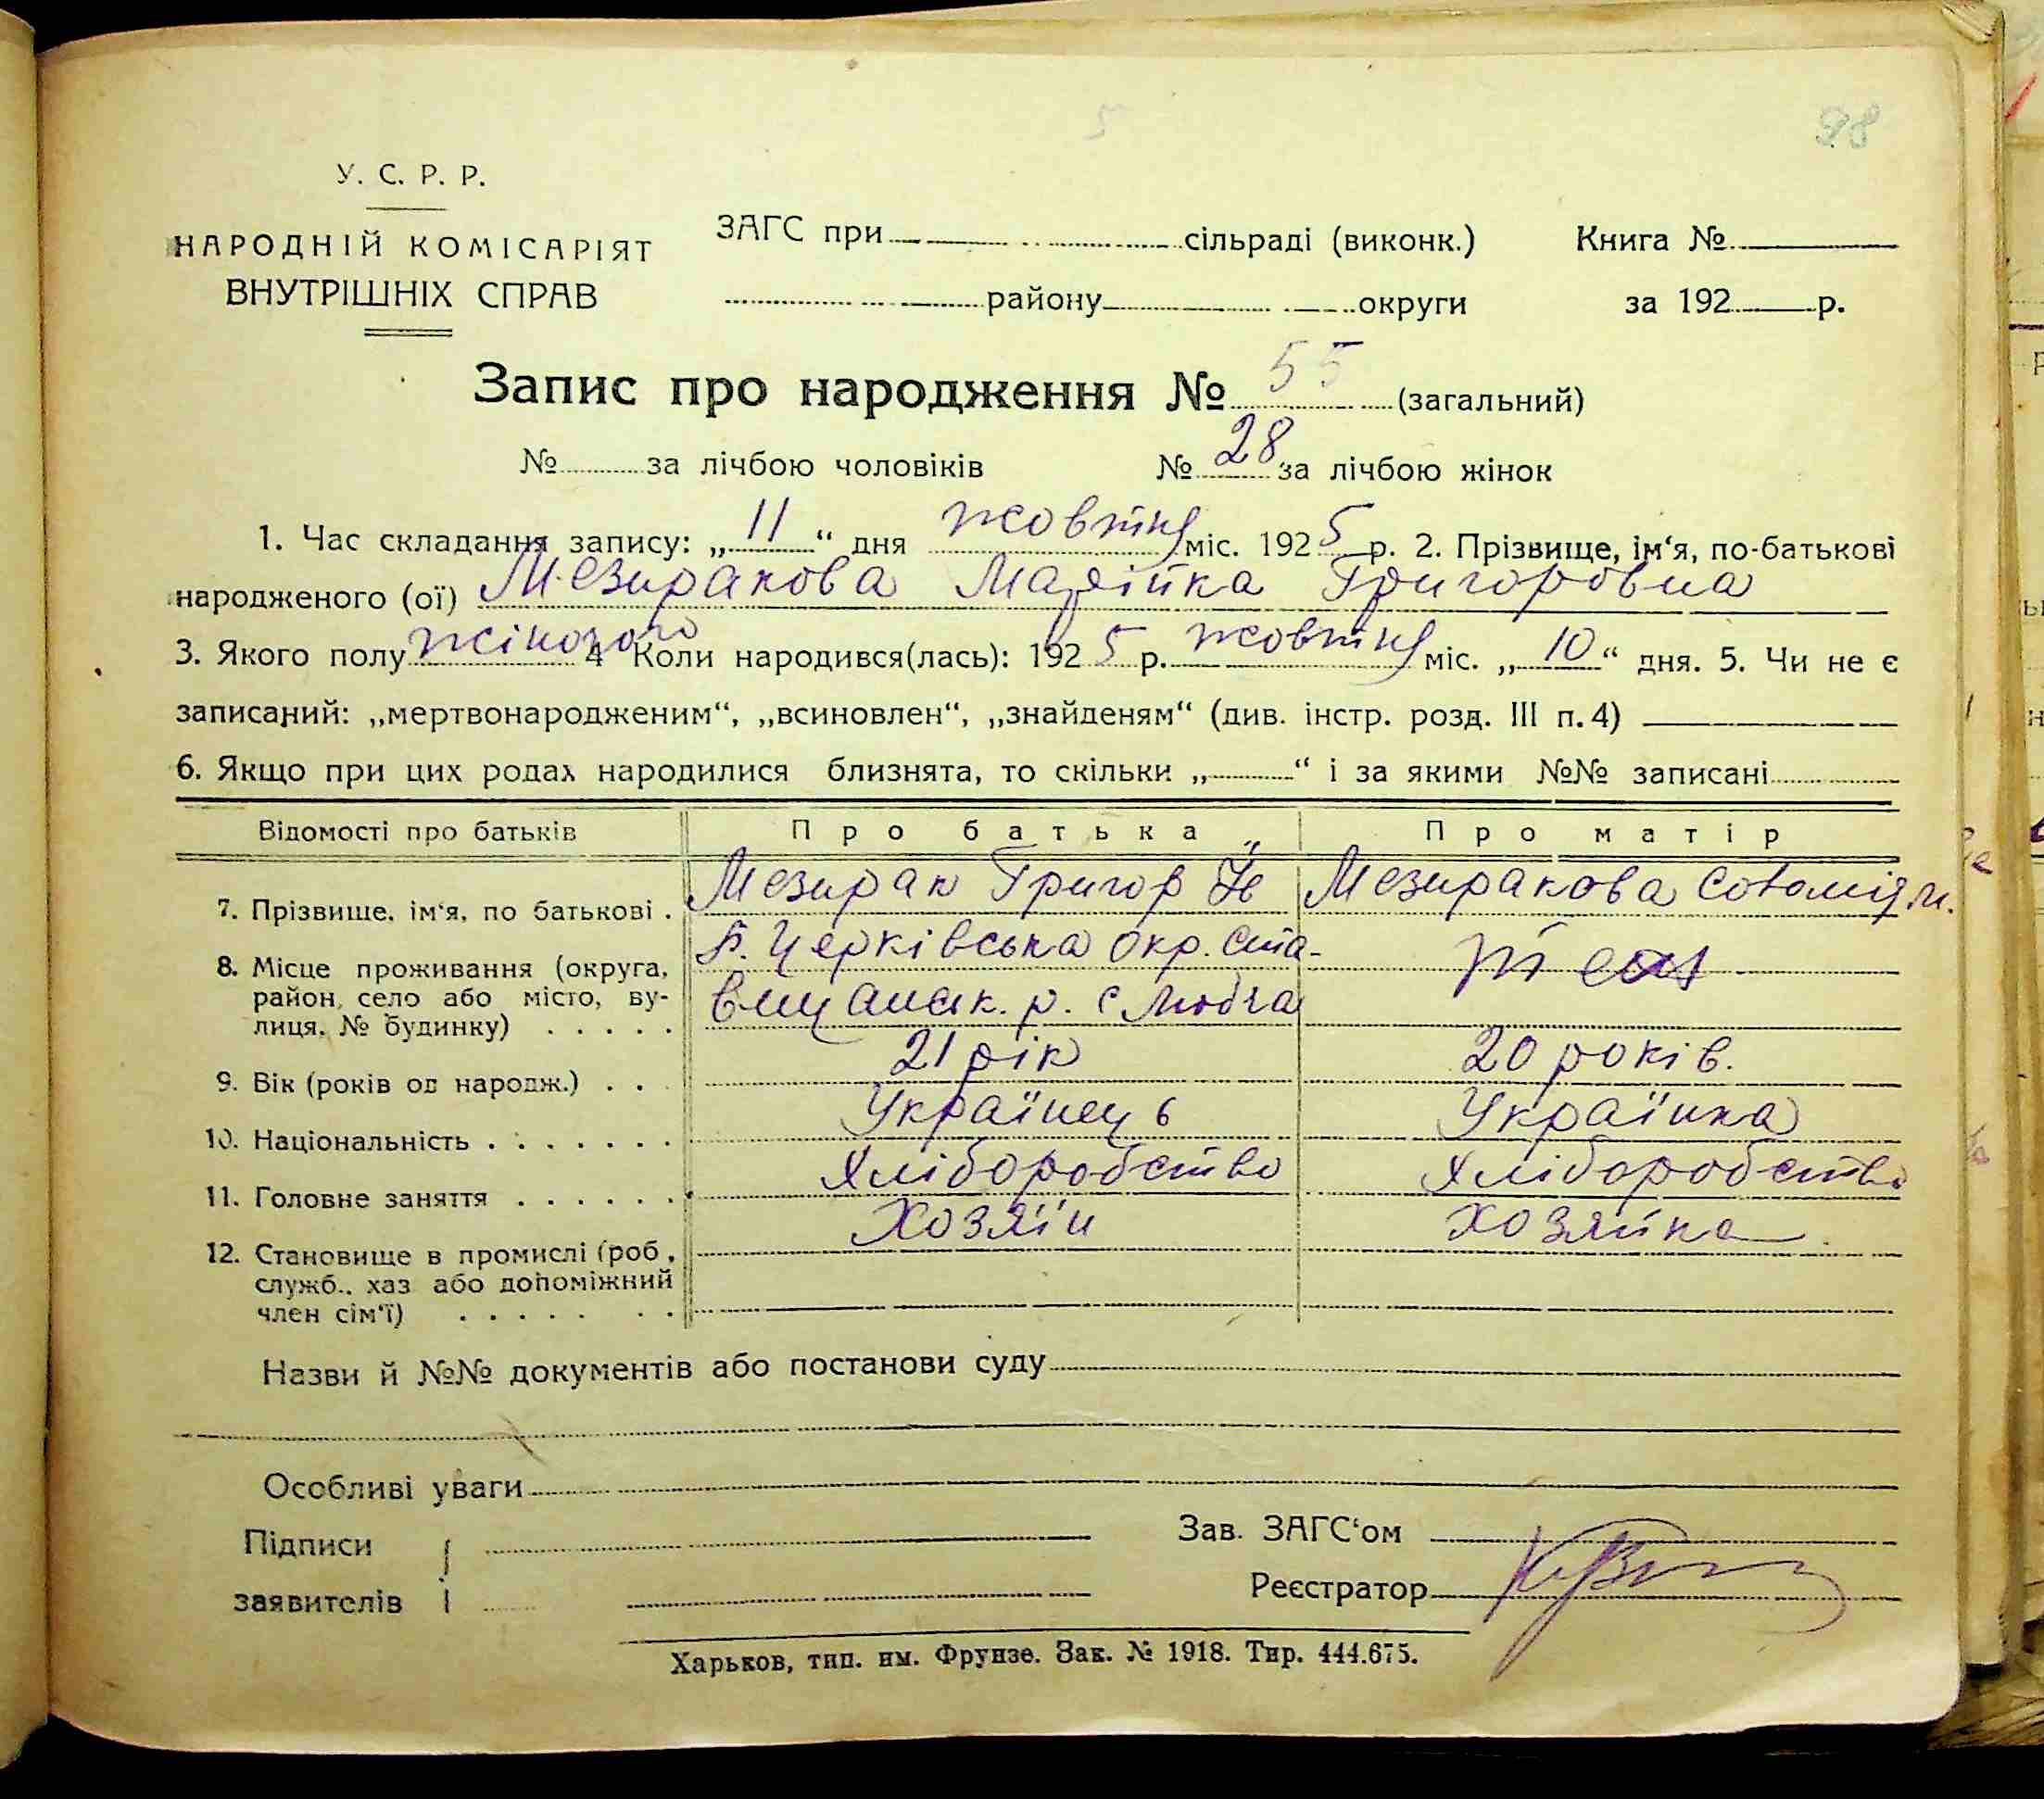 98
5
У. С. Р. Р.
НАРОДНІЙ КОМІСАРІЯТ
ВНУТРІШНІХ СПРАВ
ЗАГС при сільраді (виконк.) Книга №
району округи за 192 р.
Запис про народження № 55 (загальний)
№ за лічбою чоловіків № 28 за лічбою жінок
1. Час складання запису: „11“ дня жовтня міс. 1925 р. 2. Прізвище, ім‘я, по-батькові
народженого (ої) Мезиракова Марійка Григоровна
3. Якого полу жіночого 4 Коли народився(лась): 1925 р. жовтня міс. „10“ дня. 5. Чи не є
записаний: „мертвонародженим“, „всиновлен“, „знайденям“ (див. інстр. розд. III п. 4)
6. Якщо при цих родах народилися близнята, то скільки „ “ і за якими №№ записані
Відомості про батьків Про батька Про матір
7. Прізвище, ім‘я, по батькові . Мезирак Григор Мезиракова Соломія
8. Місце проживання (округа, район, село або місто, вулиця, № будинку) . . . . . Б. Церківська окр. Ста-
вищанськ. р. с Любча
9. Вік (років од народж.) . . . 21 рік 20 років.
10. Національність . . . . . . . Українець Українка
11. Головне заняття . . . . . . Хліборобство Хліборобство
12. Становище в промислі (роб., служб., хаз або допоміжний член сім‘ї) . . . . . . . Хозяїн Хозяйка
Назви й №№ документів або постанови суду
Особливі уваги
Підписи
заявителів
Зав. ЗАГС‘ом
Реєстратор
Харьков, тип. им. Фрунзе. Зак. № 1918. Тир. 444.675.